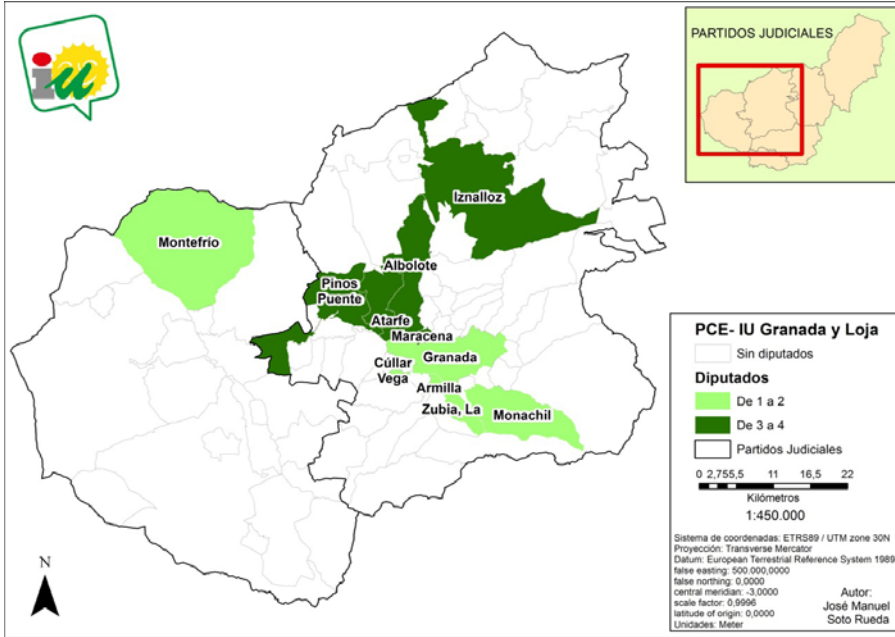 iu
PARTIDOS JUDICIALES
Iznalloz
Montefrío
Albolote
Pinos
Puente
Atarfe
Maracena
Granada
Cúllar
Vega
Armilla
Zubia, La
Monachil
N
PCE- IU Granada y Loja
Sin diputados
Diputados
De 1 a 2
De 3 a 4
Partidos Judiciales
0 2,755,5 11 16,5 22
Kilómetros
1:450.000
Sistema de coordenadas: ETRS89 / UTM zone 30N
Proyección: Transverse Mercator
Datum: European Terrestrial Reference System 1989
false easting: 500.000,0000
false northing: 0,0000
central meridian: -3,0000
scale factor: 0,9996
latitude of origin: 0,0000
Unidades: Meter
Autor:
José Manuel
Soto Rueda